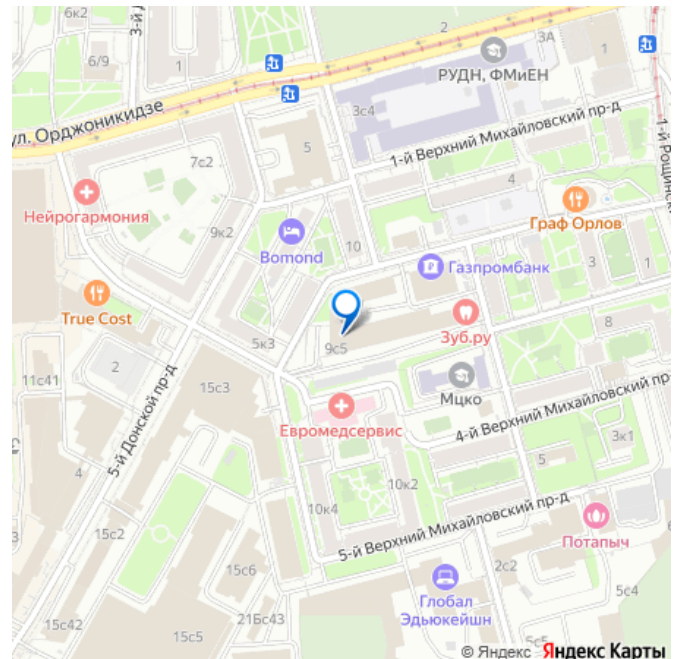 6к2
3-й Д
2
3А
1
6/9
1
РУДН, ФМиЕН
ул. Орджоникидзе
3с4
5
1-й Верхний Михайловский пр-д
1-й Рощинск
7с2
Нейрогармония
4
9к2
Граф Орлов
Bomond
10
Газпромбанк
3
1
True Cost
Зуб.ру
8
5к3
9с5
2
11с41
15с3
Мцко
5-й Донской пр-д
Евромедсервис
4-й Верхний Михайловский пр-
3к1
4
5
10к2
10к4
5-й Верхний Михайловский пр-д
15с2
Потапыч
2с2
15с6
Глобал
Эдьюкейшн
5с4
21Бс43
15с42
15с5
5с5
© Яндекс Яндекс Карты